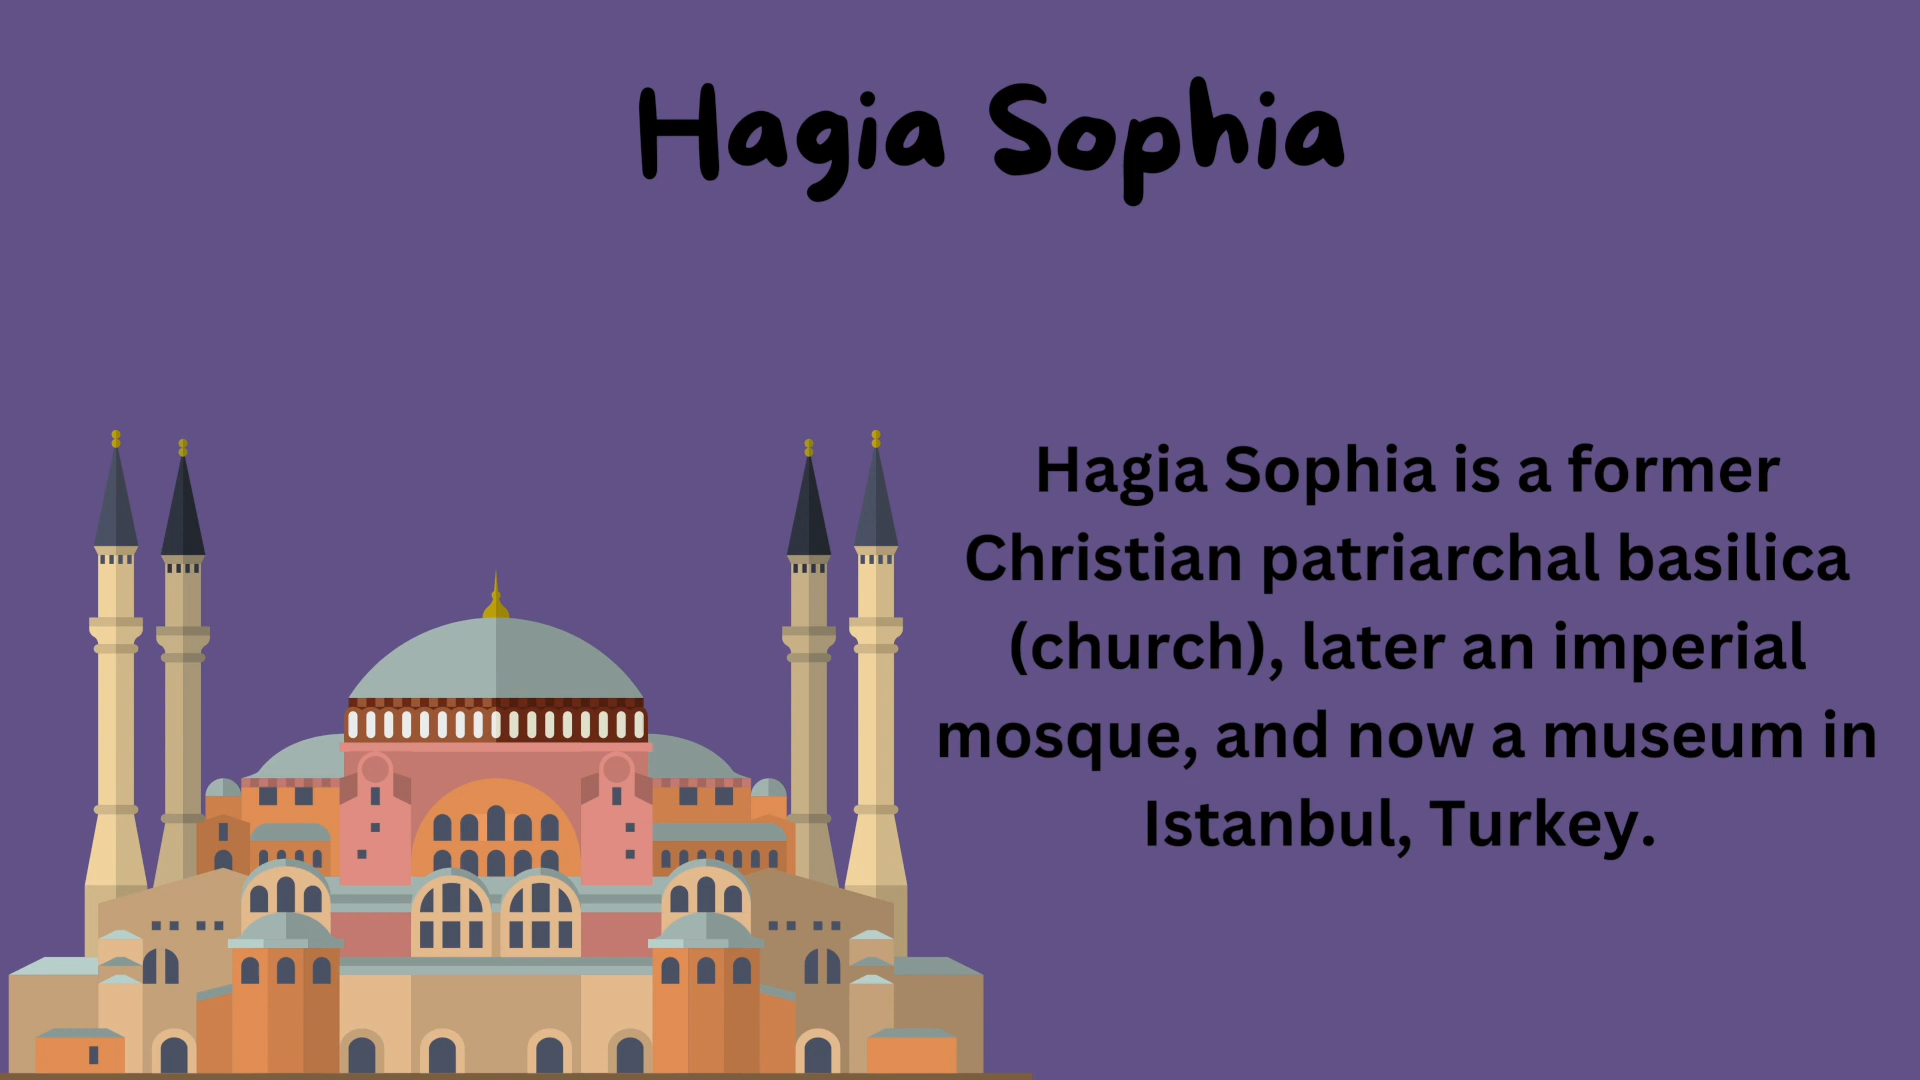 Hagia Sophia
Hagia Sophia is a former
Christian patriarchal basilica
(church), later an imperial
mosque, and now a museum in
Istanbul, Turkey.